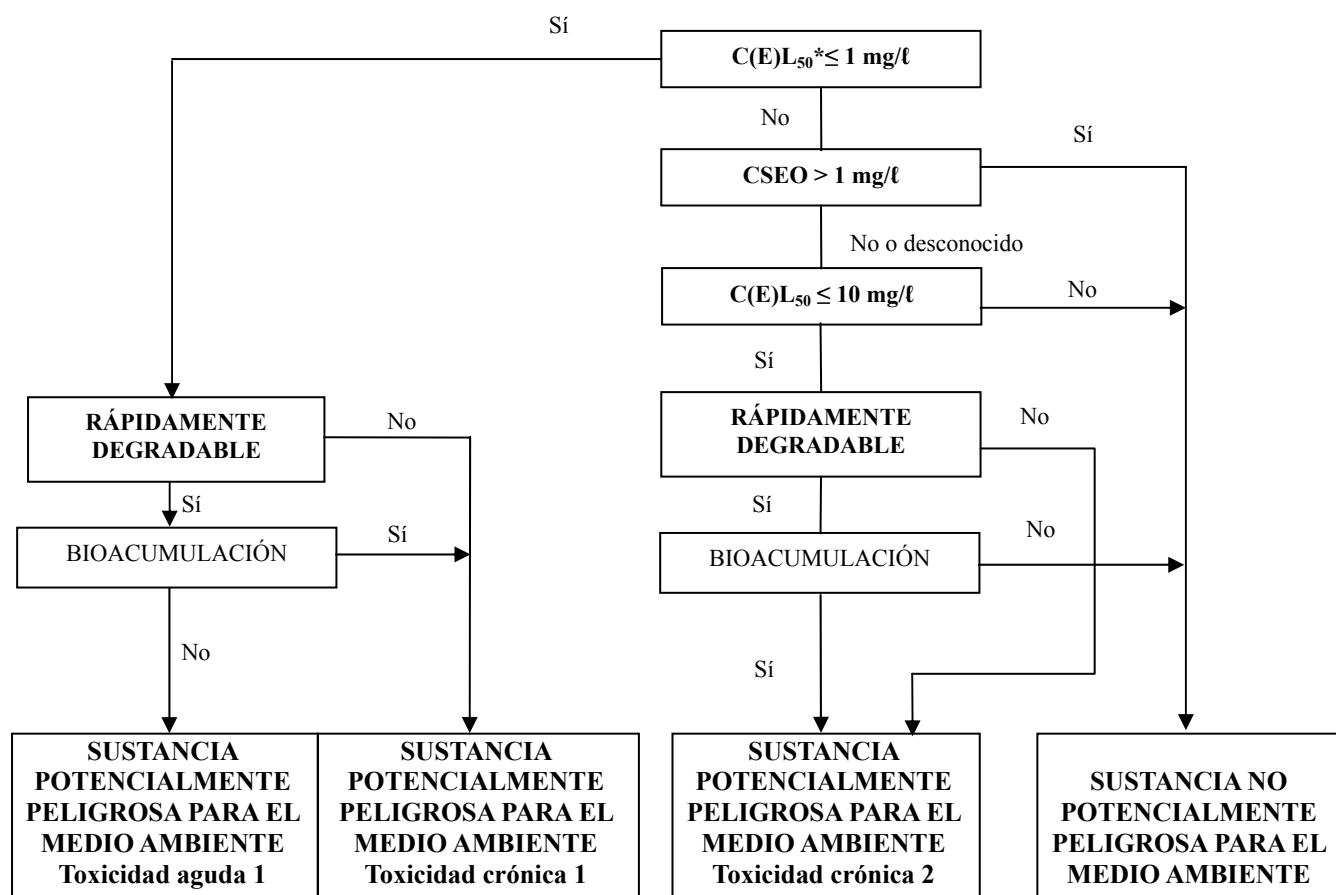 Sí
C(E)L₅₀*≤ 1 mg/ℓ
No
Sí
CSEO > 1 mg/ℓ
No o desconocido
C(E)L₅₀ ≤ 10 mg/ℓ
No
Sí
RÁPIDAMENTE
DEGRADABLE
No
RÁPIDAMENTE
DEGRADABLE
No
Sí
Sí
BIOACUMULACIÓN
Sí
BIOACUMULACIÓN
No
No
Sí
SUSTANCIA
POTENCIALMENTE
PELIGROSA PARA EL
MEDIO AMBIENTE
Toxicidad aguda 1
SUSTANCIA
POTENCIALMENTE
PELIGROSA PARA EL
MEDIO AMBIENTE
Toxicidad crónica 1
SUSTANCIA
POTENCIALMENTE
PELIGROSA PARA EL
MEDIO AMBIENTE
Toxicidad crónica 2
SUSTANCIA NO
POTENCIALMENTE
PELIGROSA PARA EL
MEDIO AMBIENTE